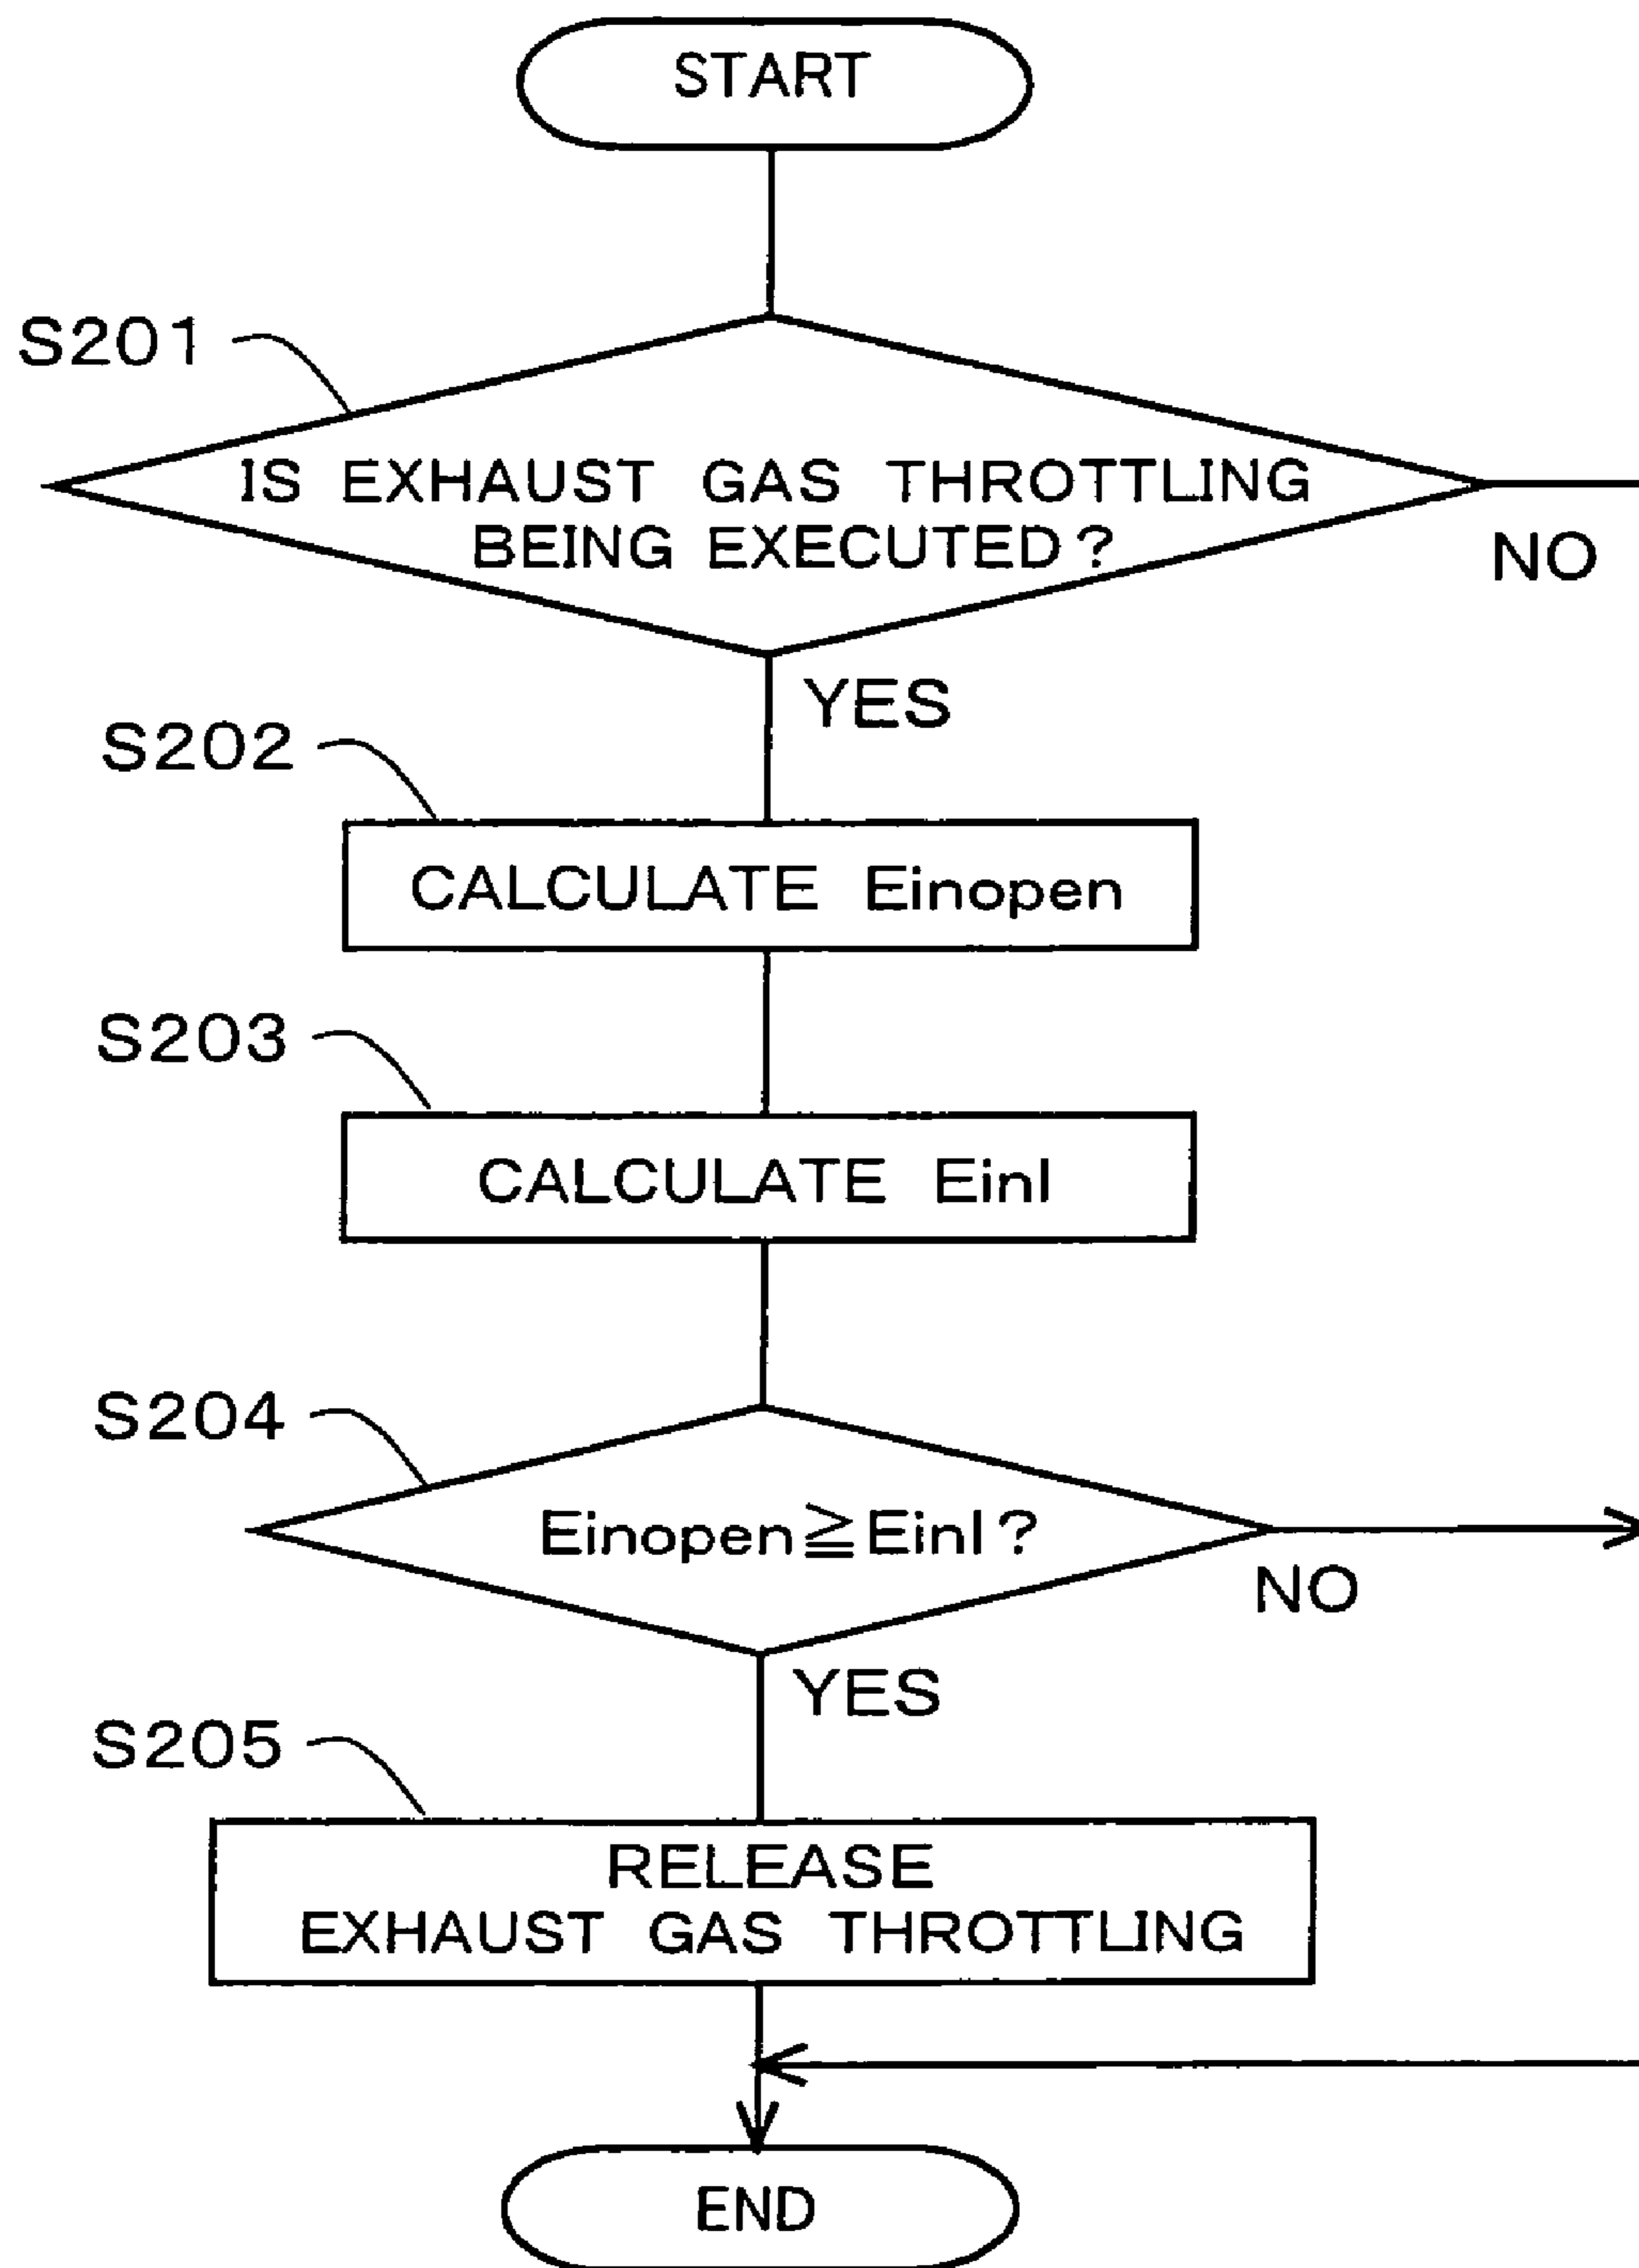 START
S201
IS EXHAUST GAS THROTTLING
BEING EXECUTED?
NO
YES
S202
CALCULATE Einopen
S203
CALCULATE Einl
S204
Einopen≧Einl?
NO
YES
S205
RELEASE
EXHAUST GAS THROTTLING
END